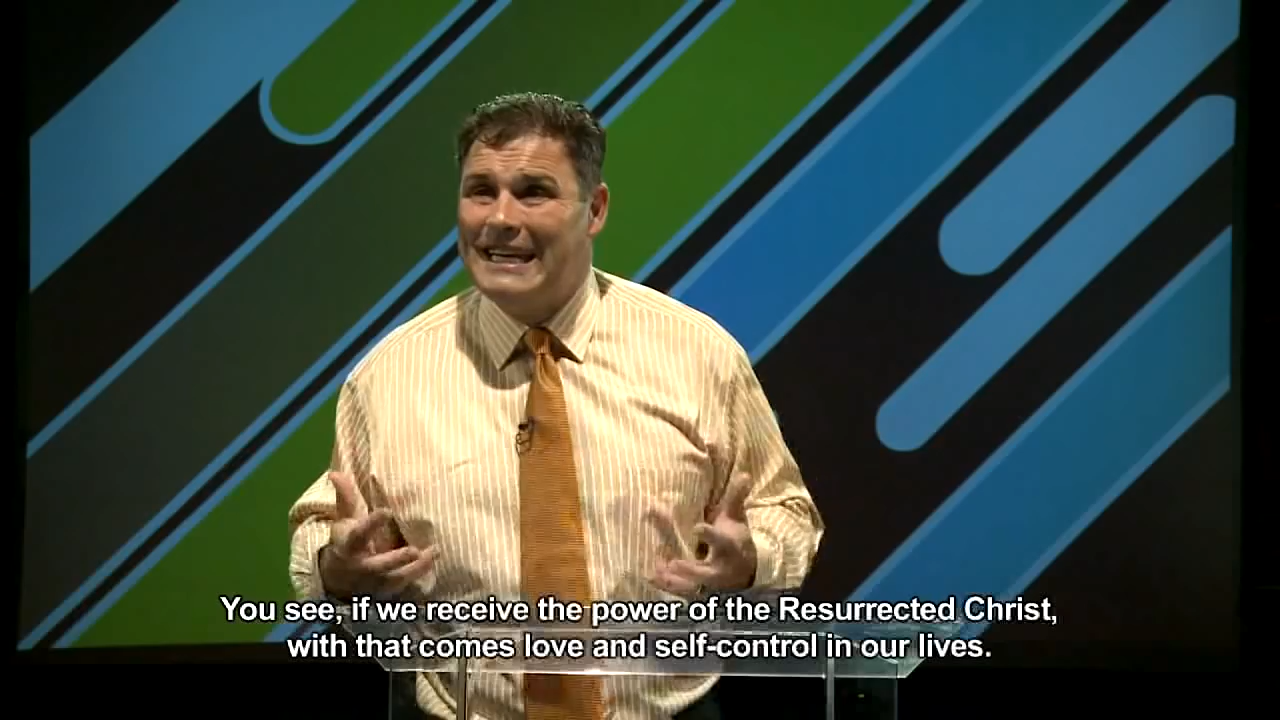 You see, if we receive the power of the Resurrected Christ,
with that comes love and self-control in our lives.